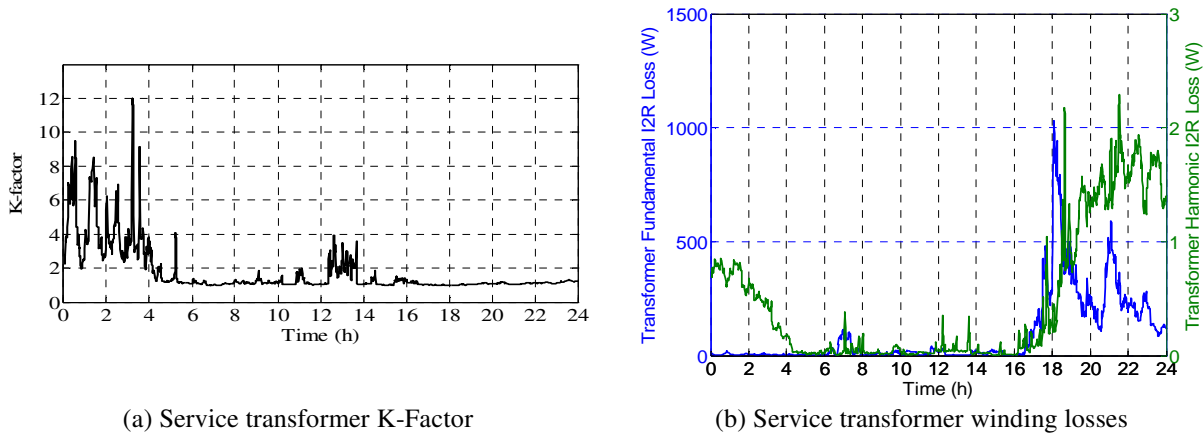 K-factor
12
10
8
6
4
2
0
0 2 4 6 8 10 12 14 16 18 20 22 24
Time (h)
(a) Service transformer K-Factor
Transformer Fundamental I2R Loss (W)
1500
1000
500
0
3
2
1
0
Transformer Harmonic I2R Loss (W)
0 2 4 6 8 10 12 14 16 18 20 22 24
Time (h)
(b) Service transformer winding losses